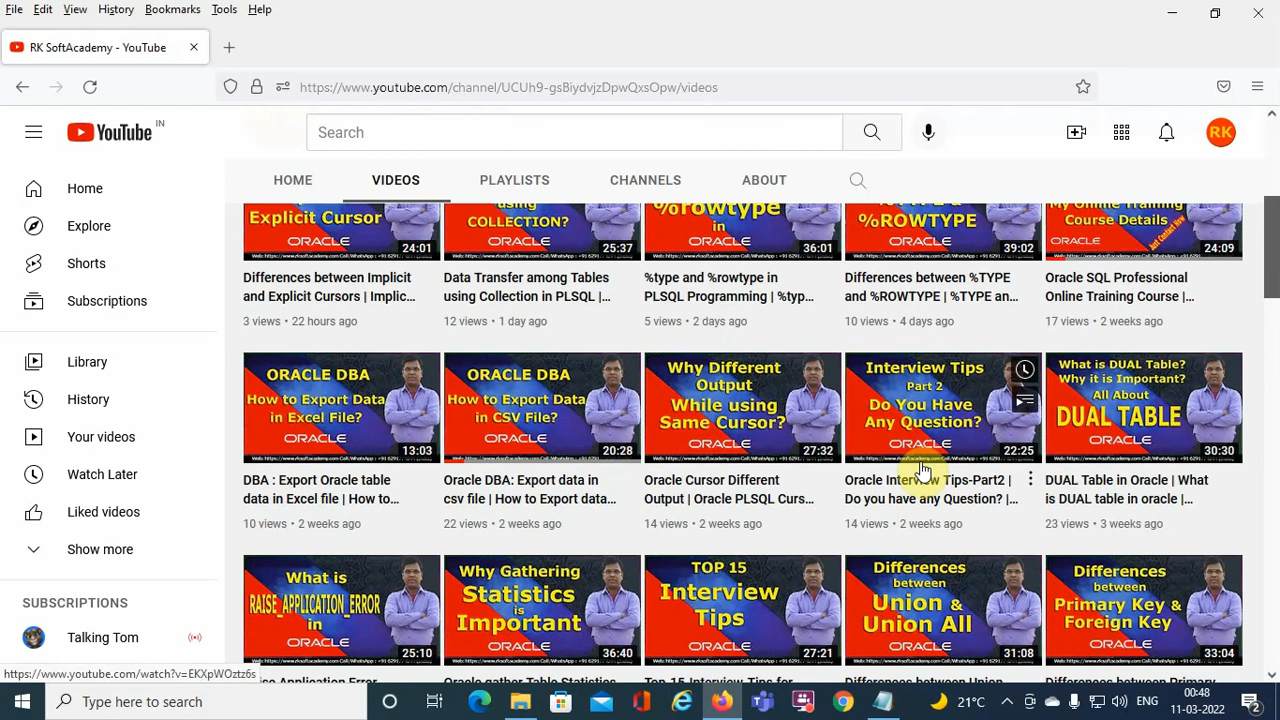 File Edit View History Bookmarks Tools Help
RK SoftAcademy - YouTube
https://www.youtube.com/channel/UCUh9-gsBiydvjzDpwQxsOpw/videos
YouTube IN
Search
RK
HOME VIDEOS PLAYLISTS CHANNELS ABOUT
Home
Explore
Shorts
Subscriptions
Library
History
Your videos
Watch Later
Liked videos
Show more
SUBSCRIPTIONS
Talking Tom
Explicit Cursor
ORACLE
24:01
Differences between Implicit
and Explicit Cursors | Implic...
3 views • 22 hours ago
using
COLLECTION?
ORACLE
25:37
Data Transfer among Tables
using Collection in PLSQL |...
12 views • 1 day ago
%rowtype
in
ORACLE
36:01
%type and %rowtype in
PLSQL Programming | %typ...
5 views • 2 days ago
%ROWTYPE
ORACLE
39:02
Differences between %TYPE
and %ROWTYPE | %TYPE an...
10 views • 4 days ago
My Online Training
Course Details
ORACLE
Just Contact Now
24:09
Oracle SQL Professional
Online Training Course |...
17 views • 2 weeks ago
ORACLE DBA
How to Export Data
in Excel File?
ORACLE
13:03
DBA : Export Oracle table
data in Excel file | How to...
10 views • 2 weeks ago
ORACLE DBA
How to Export Data
in CSV File?
ORACLE
20:28
Oracle DBA: Export data in
csv file | How to Export data...
22 views • 2 weeks ago
Why Different
Output
While using
Same Cursor?
ORACLE
27:32
Oracle Cursor Different
Output | Oracle PLSQL Curs...
14 views • 2 weeks ago
Interview Tips
Part 2
Do You Have
Any Question?
ORACLE
22:25
Oracle Interview Tips-Part2 |
Do you have any Question? |...
14 views • 2 weeks ago
What is DUAL Table?
Why it is Important?
All About
DUAL TABLE
ORACLE
30:30
DUAL Table in Oracle | What
is DUAL table in oracle |...
23 views • 3 weeks ago
What is
RAISE_APPLICATION_ERROR
in
ORACLE
25:10
Why Gathering
Statistics
is
Important
ORACLE
36:40
TOP 15
Interview
Tips
ORACLE
27:21
Differences
between
Union &
Union All
ORACLE
31:08
Differences
between
Primary Key &
Foreign Key
ORACLE
33:04
https://www.youtube.com/watch?v=EKXpWOztz6s
Type here to search
21°C
ENG
00:48
11-03-2022
2